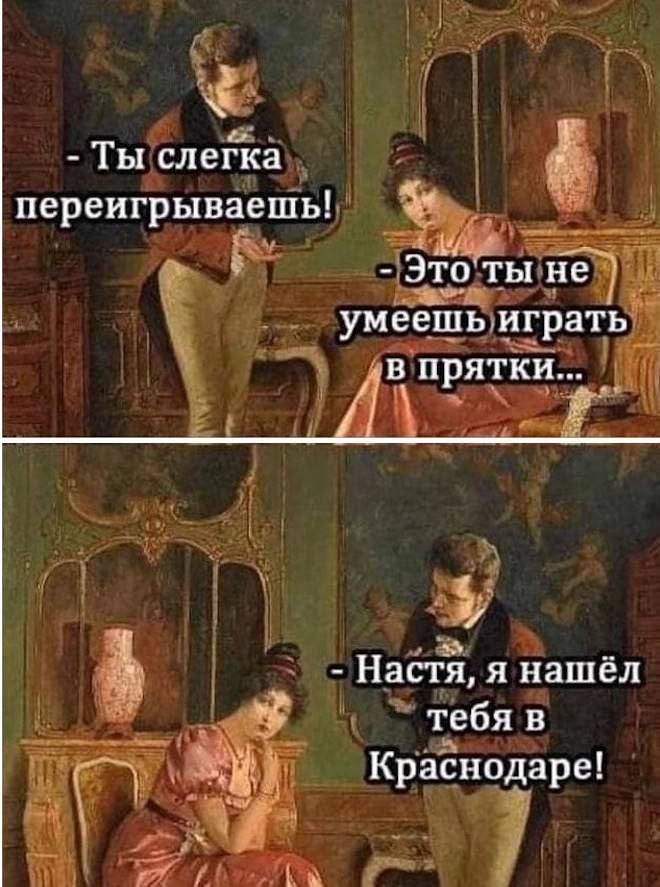 - Ты слегка
переигрываешь!
- Это ты не
умеешь играть
в прятки...
- Настя, я нашёл
тебя в
Краснодаре!